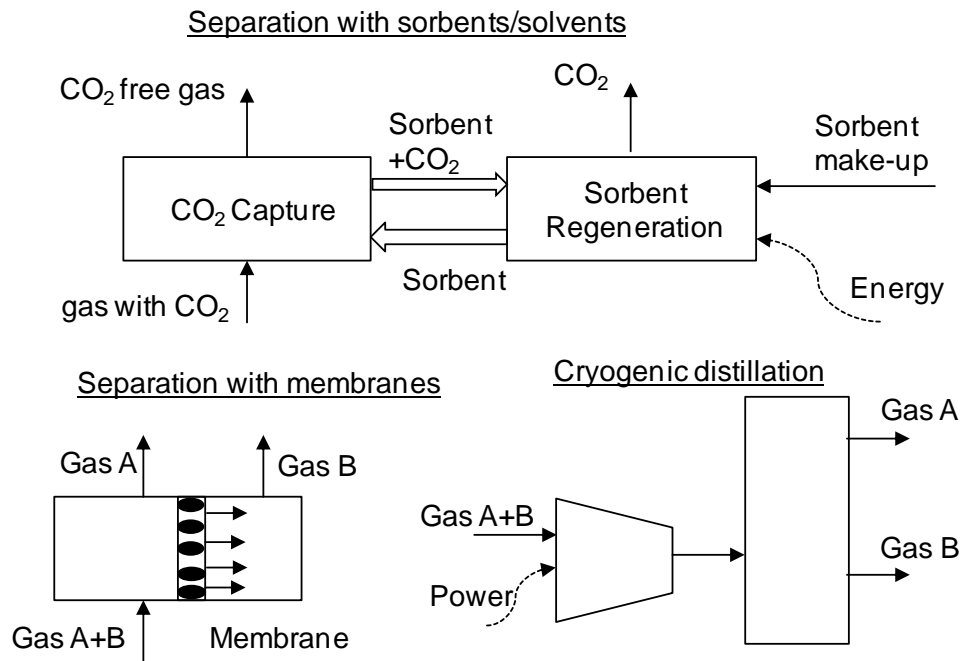 Separation with sorbents/solvents
CO₂ free gas
CO₂
Sorbent
+CO₂
Sorbent
make-up
CO₂ Capture
Sorbent
Regeneration
Sorbent
gas with CO₂
Energy
Separation with membranes
Gas A
Gas B
Gas A+B
Membrane
Cryogenic distillation
Gas A
Gas A+B
Gas B
Power